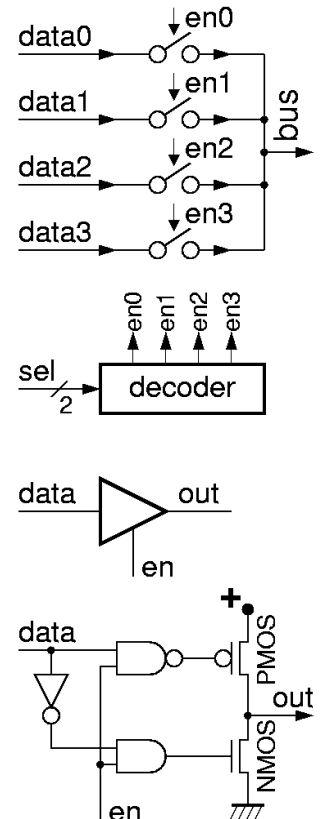 data0
en0
data1
en1
data2
en2
data3
en3
bus
en0
en1
en2
en3
sel
2
decoder
data
out
en
+
data
PMOS
out
NMOS
en